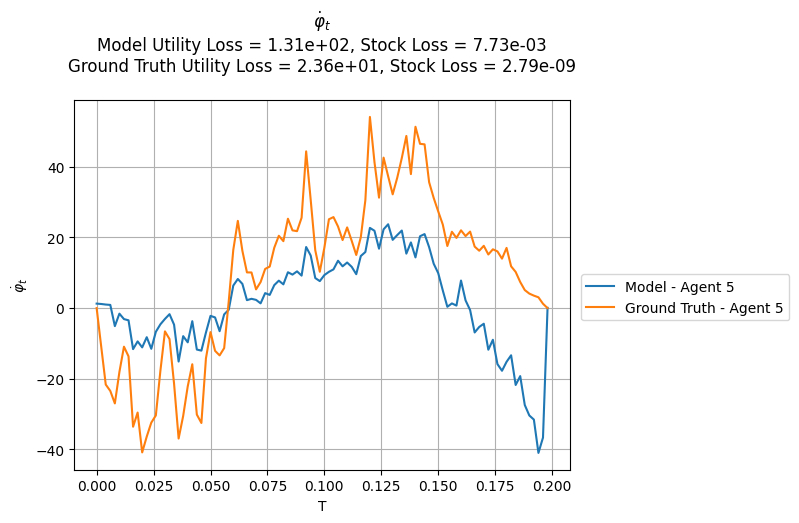 φ̇ₜ
Model Utility Loss = 1.31e+02, Stock Loss = 7.73e-03
Ground Truth Utility Loss = 2.36e+01, Stock Loss = 2.79e-09
40
20
0
−20
−40
φ̇ₜ
0.000 0.025 0.050 0.075 0.100 0.125 0.150 0.175 0.200
T
Model - Agent 5
Ground Truth - Agent 5